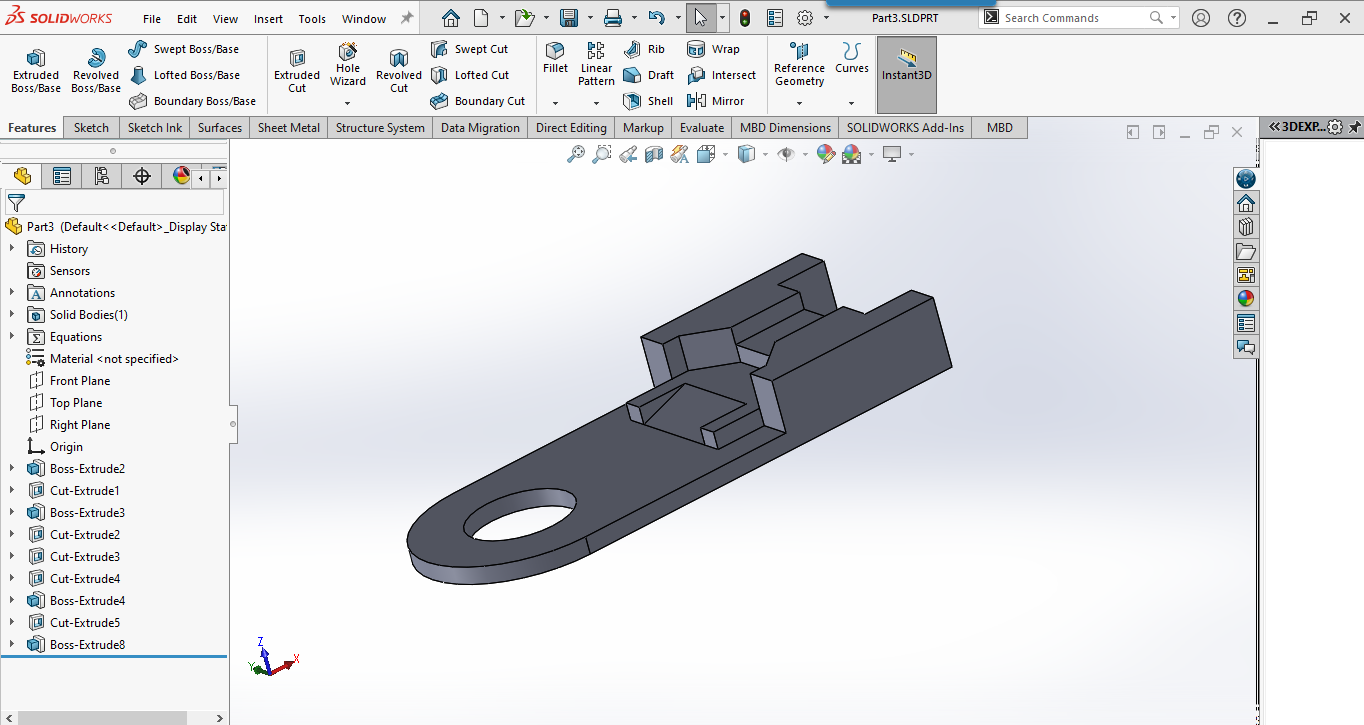 SOLIDWORKS File Edit View Insert Tools Window Part3.SLDPRT Search Commands
Extruded Boss/Base
Revolved Boss/Base
Swept Boss/Base
Lofted Boss/Base
Boundary Boss/Base
Extruded Cut
Hole Wizard
Revolved Cut
Swept Cut
Lofted Cut
Boundary Cut
Fillet
Linear Pattern
Rib
Draft
Shell
Wrap
Intersect
Mirror
Reference Geometry
Curves
Instant3D
Features Sketch Sketch Ink Surfaces Sheet Metal Structure System Data Migration Direct Editing Markup Evaluate MBD Dimensions SOLIDWORKS Add-Ins MBD
3DEXP...
Part3 (Default<<Default>_Display Sta
History
Sensors
Annotations
Solid Bodies(1)
Equations
Material <not specified>
Front Plane
Top Plane
Right Plane
Origin
Boss-Extrude2
Cut-Extrude1
Boss-Extrude3
Cut-Extrude2
Cut-Extrude3
Cut-Extrude4
Boss-Extrude4
Cut-Extrude5
Boss-Extrude8
Z
Y
X